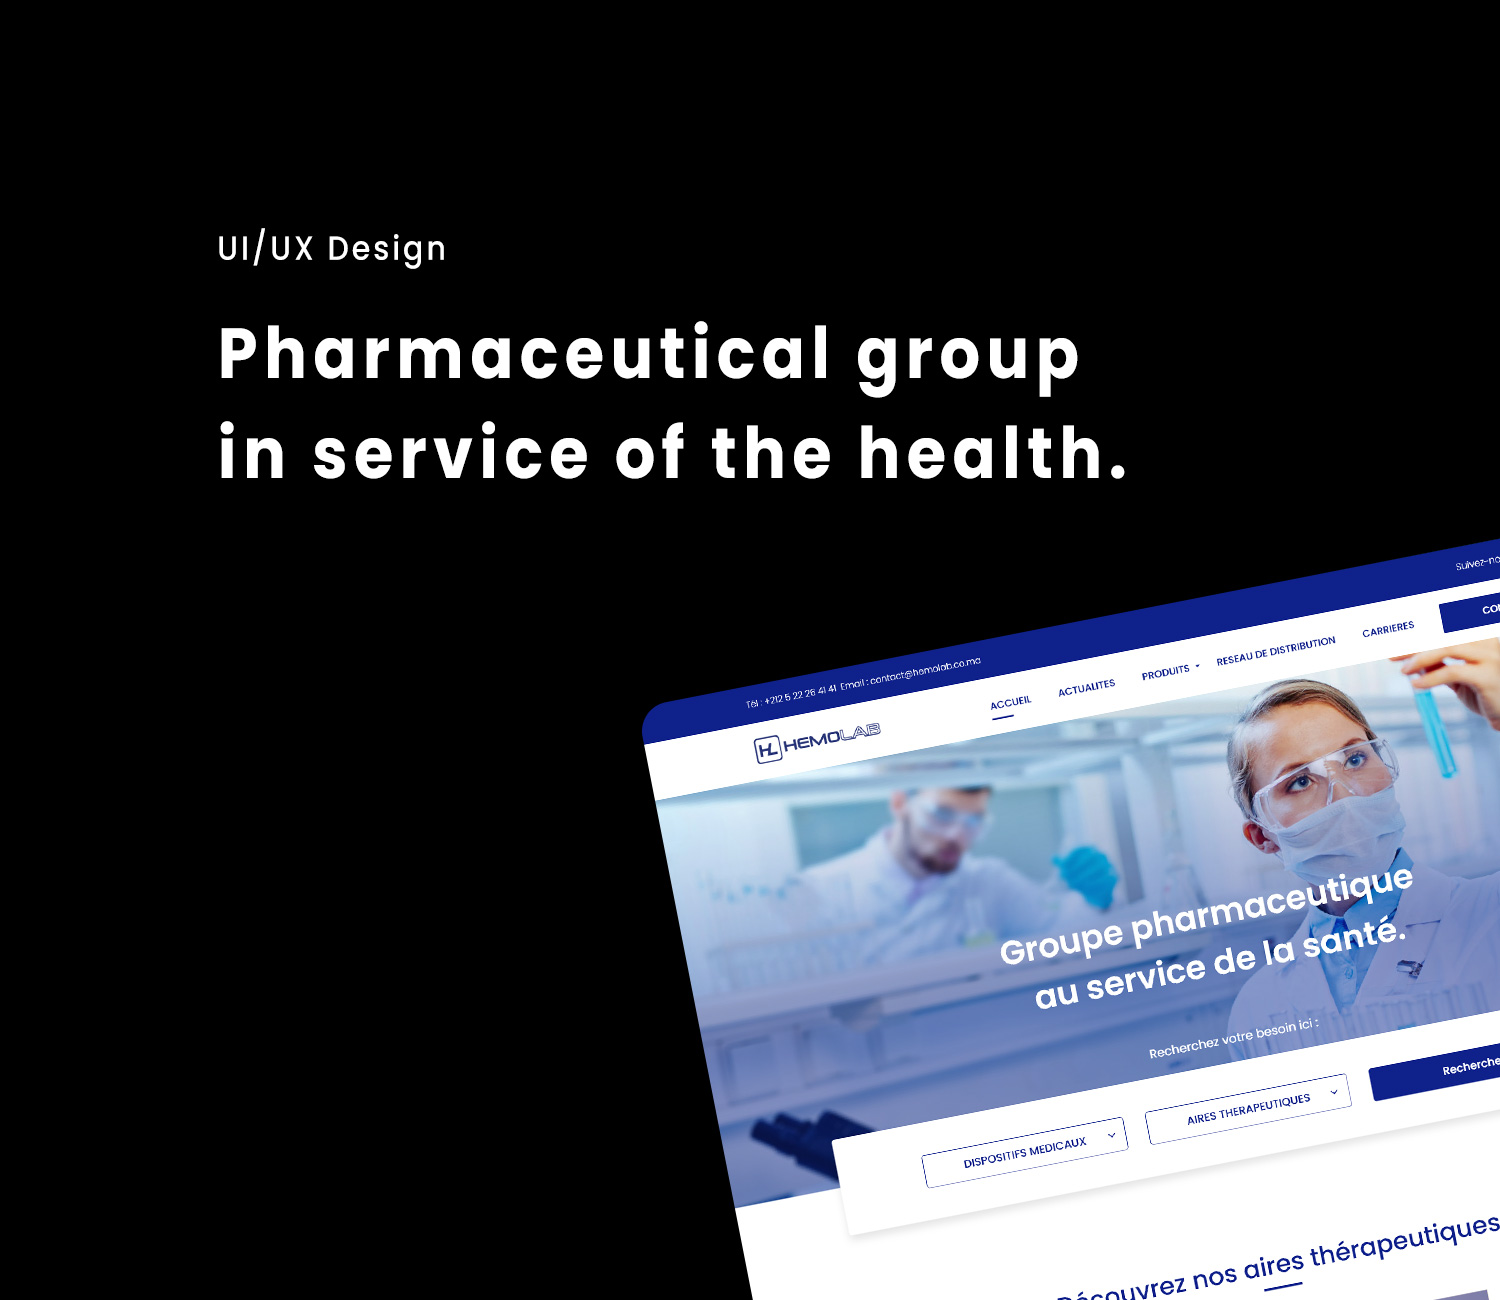 UI/UX Design
Pharmaceutical group
in service of the health.
Tél : +212 5 22 26 41 41 Email : contact@hemolab.co.ma
HL HEMOLAB
ACCUEIL
ACTUALITES
PRODUITS
RESEAU DE DISTRIBUTION
CARRIERES
Groupe pharmaceutique
au service de la santé.
Recherchez votre besoin ici :
DISPOSITIFS MEDICAUX
AIRES THERAPEUTIQUES
Découvrez nos aires thérapeutiques